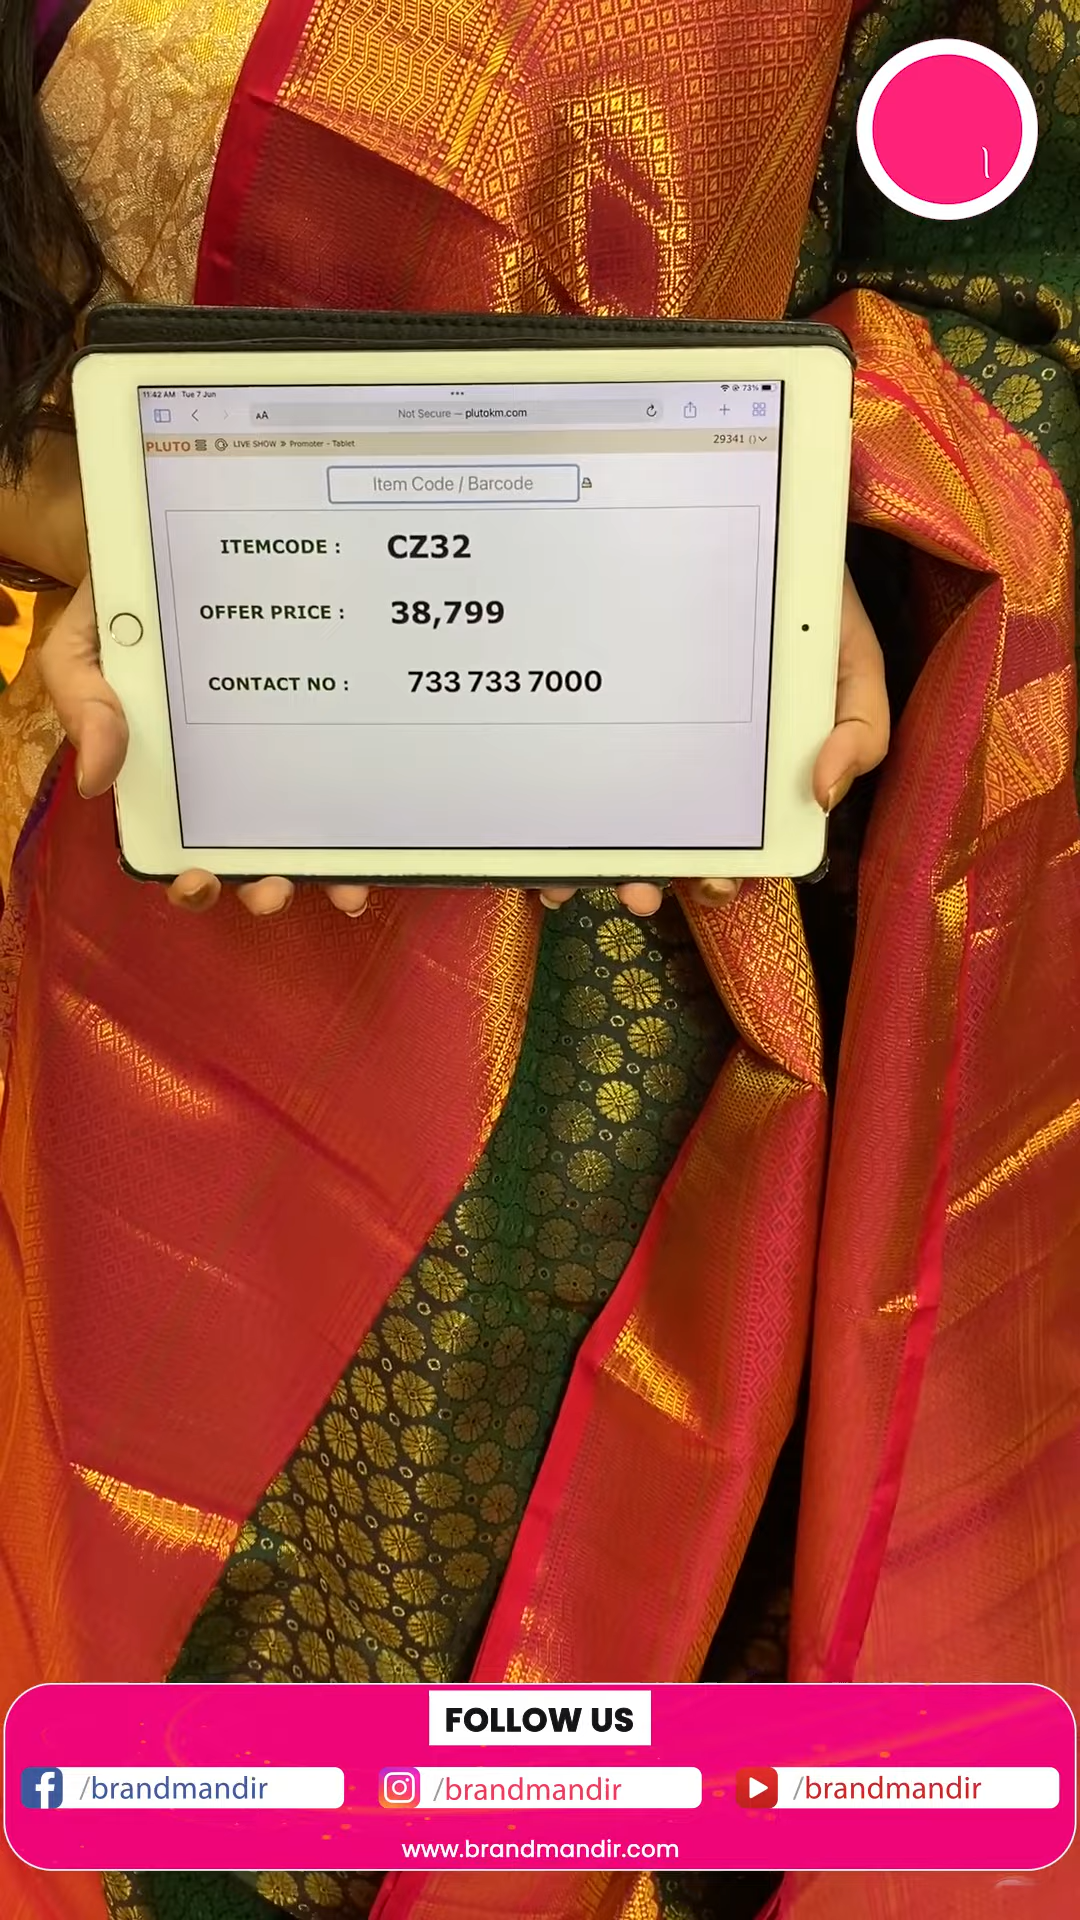 11:42 AM Tue 7 Jun
73%
AA
Not Secure — plutokm.com
PLUTO
LIVE SHOW » Promoter - Tablet
29341 ()
Item Code / Barcode
ITEMCODE : CZ32
OFFER PRICE : 38,799
CONTACT NO : 733 733 7000
FOLLOW US
/brandmandir /brandmandir /brandmandir
www.brandmandir.com